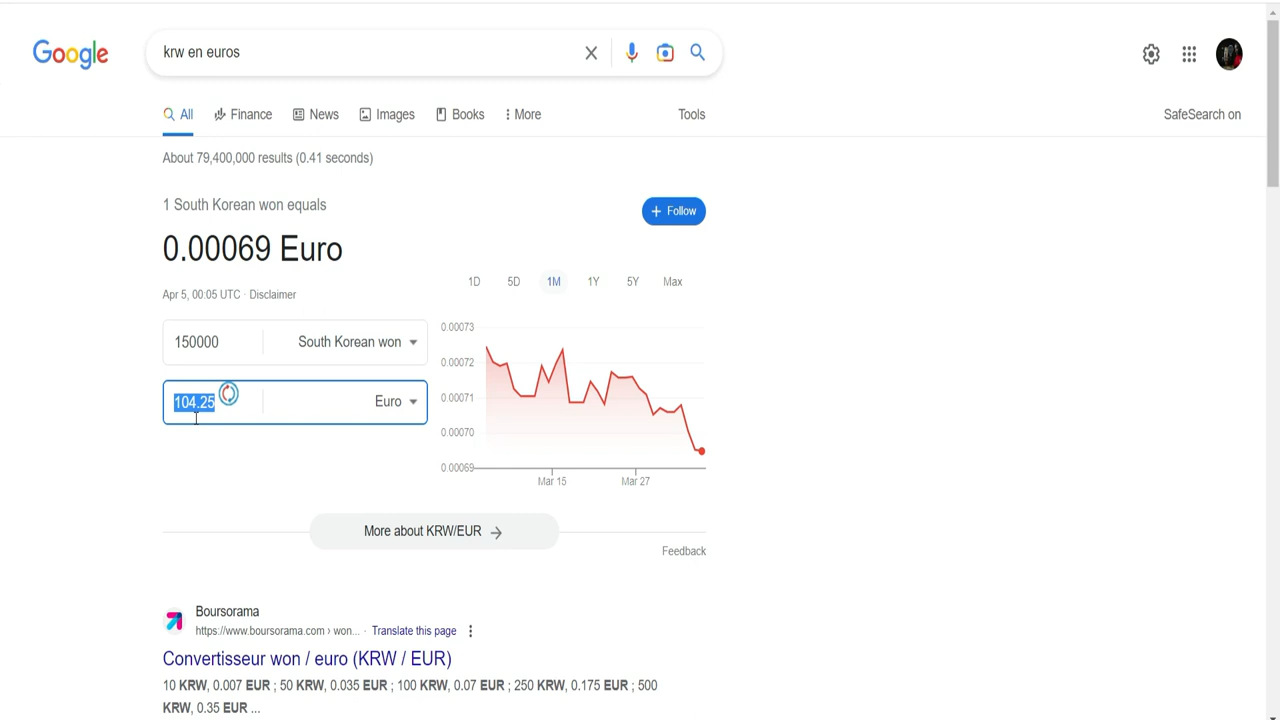 Google
krw en euros
All Finance News Images Books More Tools SafeSearch on
About 79,400,000 results (0.41 seconds)
1 South Korean won equals
Follow
0.00069 Euro
1D 5D 1M 1Y 5Y Max
Apr 5, 00:05 UTC · Disclaimer
150000 South Korean won
104.25 Euro
0.00073
0.00072
0.00071
0.00070
0.00069
Mar 15 Mar 27
More about KRW/EUR
Feedback
Boursorama
https://www.boursorama.com › won... · Translate this page
Convertisseur won / euro (KRW / EUR)
10 KRW, 0.007 EUR ; 50 KRW, 0.035 EUR ; 100 KRW, 0.07 EUR ; 250 KRW, 0.175 EUR ; 500
KRW, 0.35 EUR ...